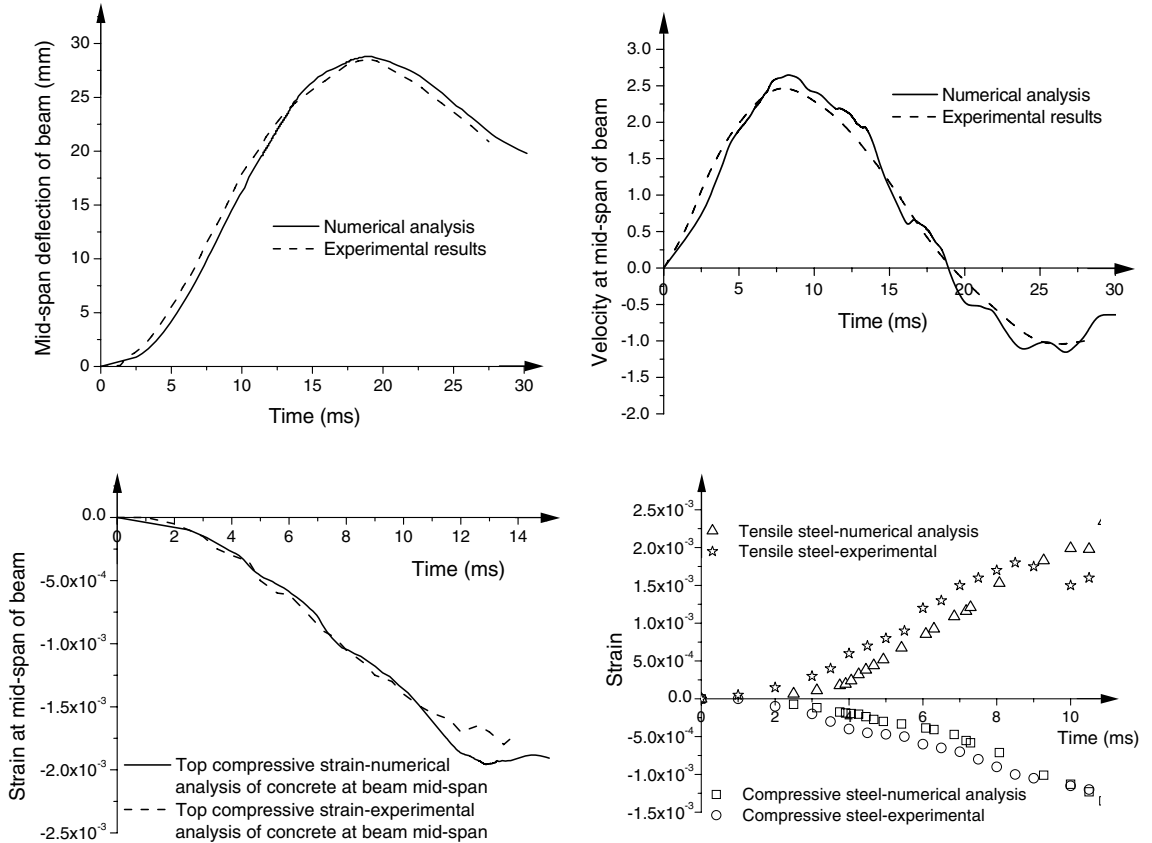 Mid-span deflection of beam (mm)
30
25
20
15
10
5
0
0 5 10 15 20 25 30
Time (ms)
Numerical analysis
Experimental results
Velocity at mid-span of beam
3.0
2.5
2.0
1.5
1.0
0.5
0.0
-0.5
-1.0
-1.5
-2.0
0 5 10 15 20 25 30
Time (ms)
Numerical analysis
Experimental results
Strain at mid-span of beam
0.0
-5.0x10⁻⁴
-1.0x10⁻³
-1.5x10⁻³
-2.0x10⁻³
-2.5x10⁻³
0 2 4 6 8 10 12 14
Time (ms)
Top compressive strain-numerical
analysis of concrete at beam mid-span
Top compressive strain-experimental
analysis of concrete at beam mid-span
Strain
2.5x10⁻³
2.0x10⁻³
1.5x10⁻³
1.0x10⁻³
5.0x10⁻⁴
0.0
-5.0x10⁻⁴
-1.0x10⁻³
-1.5x10⁻³
0 2 4 6 8 10
Time (ms)
Tensile steel-numerical analysis
Tensile steel-experimental
Compressive steel-numerical analysis
Compressive steel-experimental